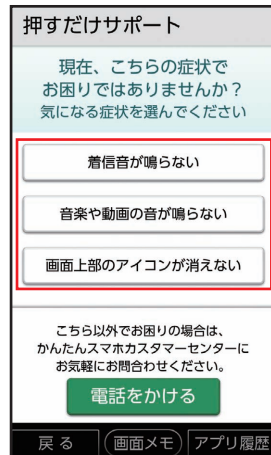 押すだけサポート
現在、こちらの症状で
お困りではありませんか？
気になる症状を選んでください
着信音が鳴らない
音楽や動画の音が鳴らない
画面上部のアイコンが消えない
こちら以外でお困りの場合は、
かんたんスマホカスタマーセンターに
お気軽にお問合わせください。
電話をかける
戻る 画面メモ アプリ履歴